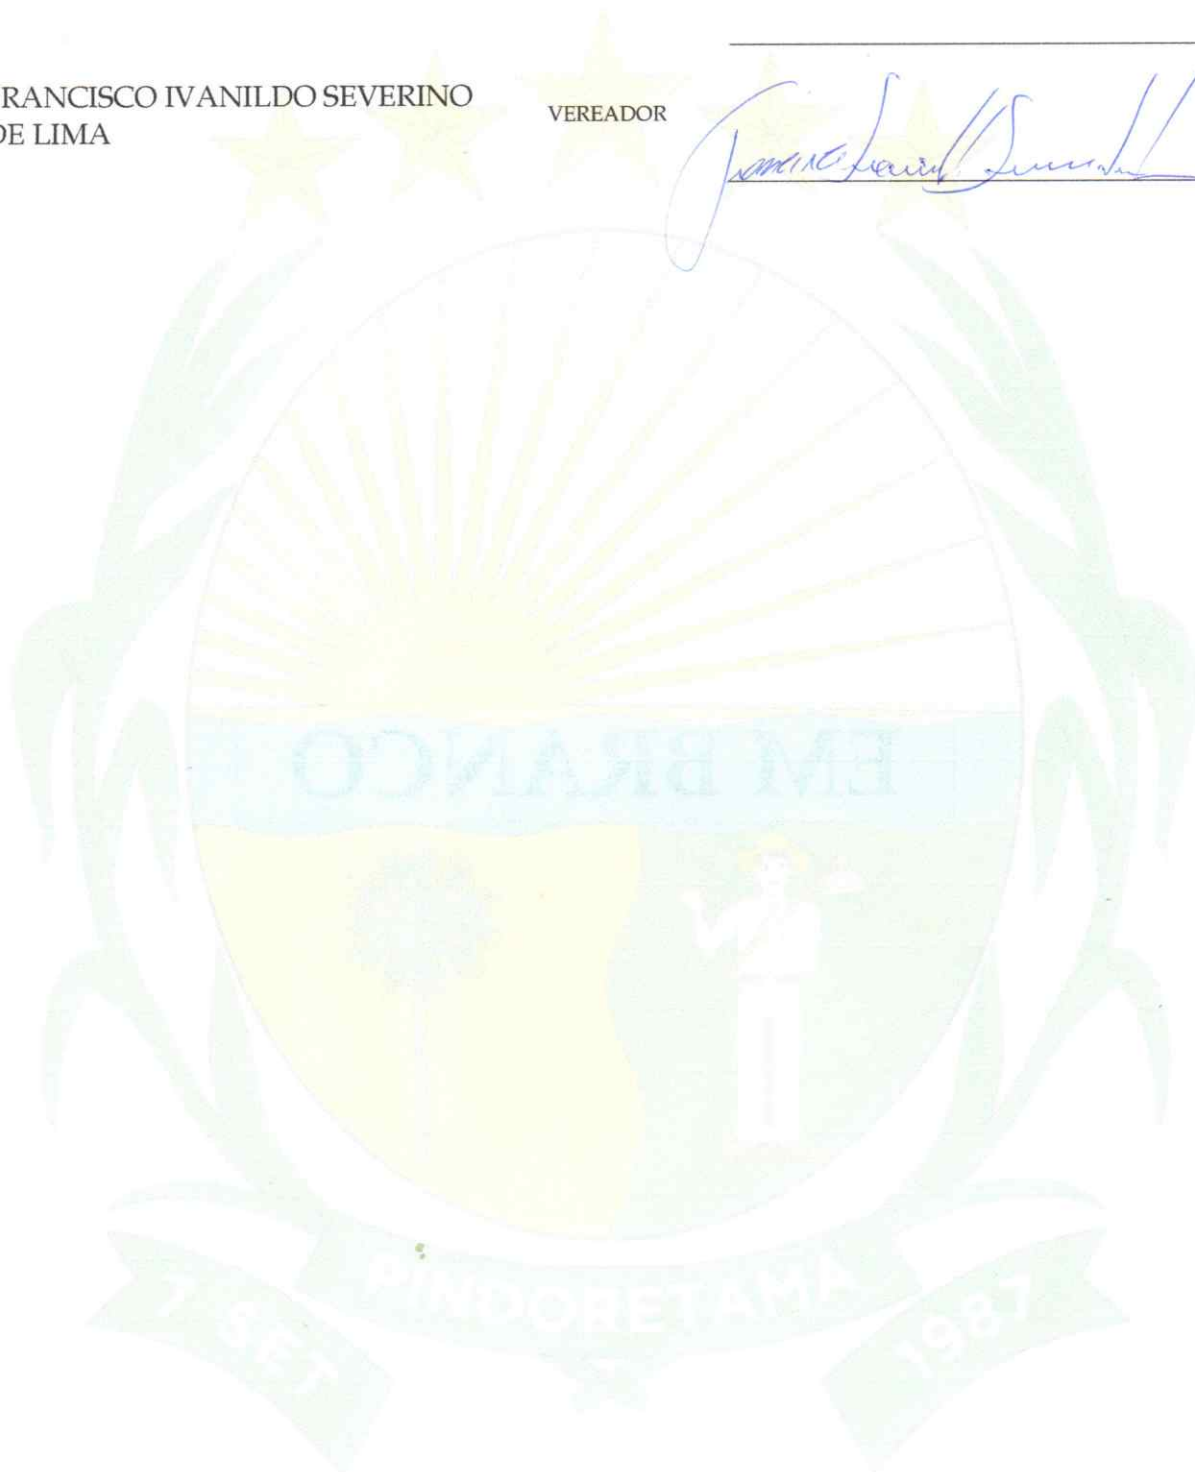 RANCISCO IVANILDO SEVERINO
DE LIMA
VEREADOR
EM BRANCO
PINDORETAMA
7 SET
1987